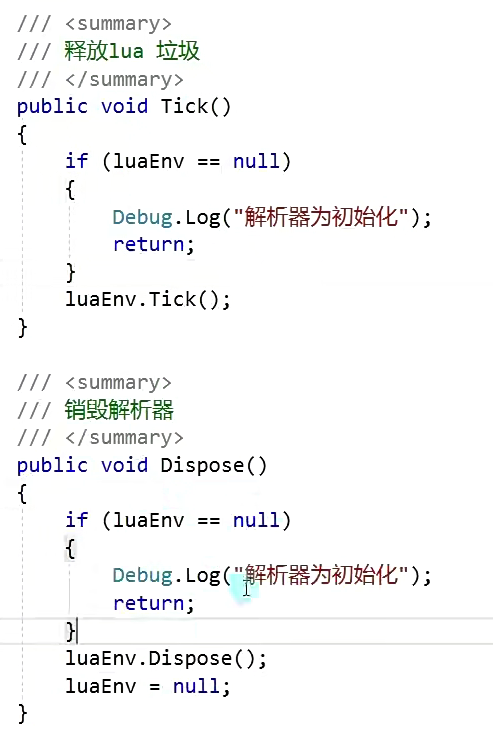 /// <summary>
/// 释放lua 垃圾
/// </summary>
public void Tick()
{
    if (luaEnv == null)
    {
        Debug.Log("解析器为初始化");
        return;
    }
    luaEnv.Tick();
}
/// <summary>
/// 销毁解析器
/// </summary>
public void Dispose()
{
    if (luaEnv == null)
    {
        Debug.Log("解析器为初始化");
        return;
    }
    luaEnv.Dispose();
    luaEnv = null;
}